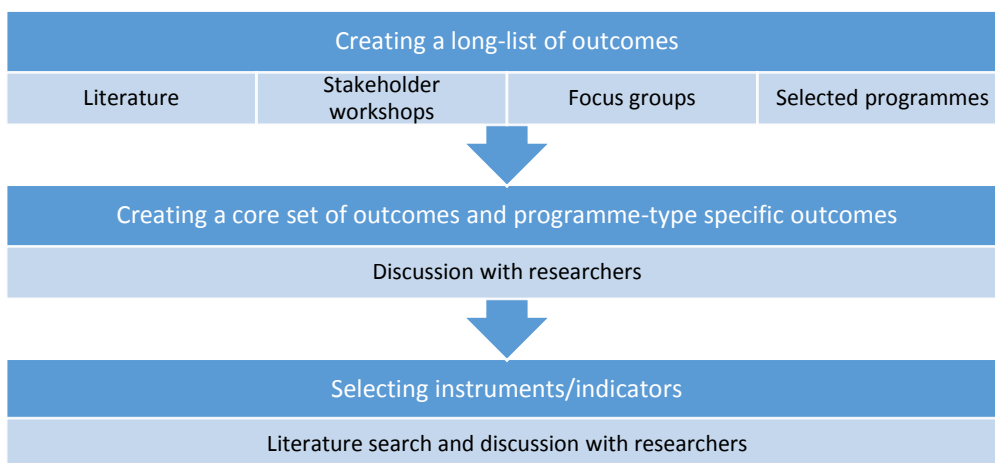 Creating a long-list of outcomes
Literature
Stakeholder
workshops
Focus groups
Selected programmes
Creating a core set of outcomes and programme-type specific outcomes
Discussion with researchers
Selecting instruments/indicators
Literature search and discussion with researchers